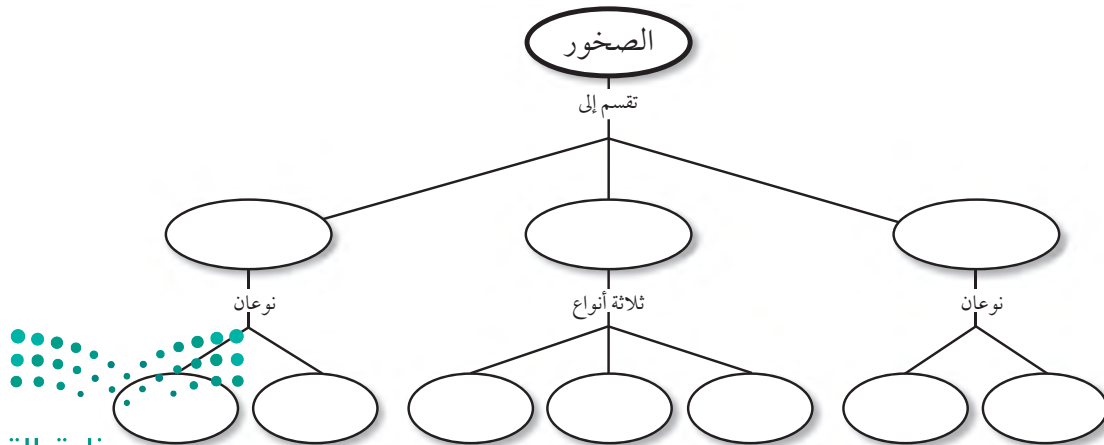 الصخور
تقسم إلى
نوعان
ثلاثة أنواع
نوعان